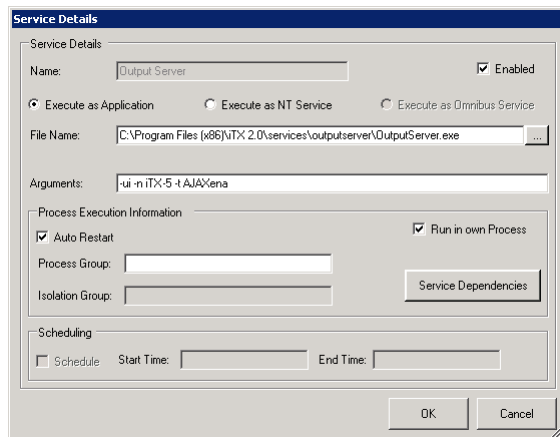 Service Details
Service Details
Name: Output Server Enabled
Execute as Application Execute as NT Service Execute as Omnibus Service
File Name: C:\Program Files (x86)\iTX 2.0\services\outputserver\OutputServer.exe ...
Arguments: -ui -n iTX-5 -t AJAXena
Process Execution Information
Auto Restart Run in own Process
Process Group:
Service Dependencies
Isolation Group:
Scheduling
Schedule Start Time: End Time:
OK Cancel